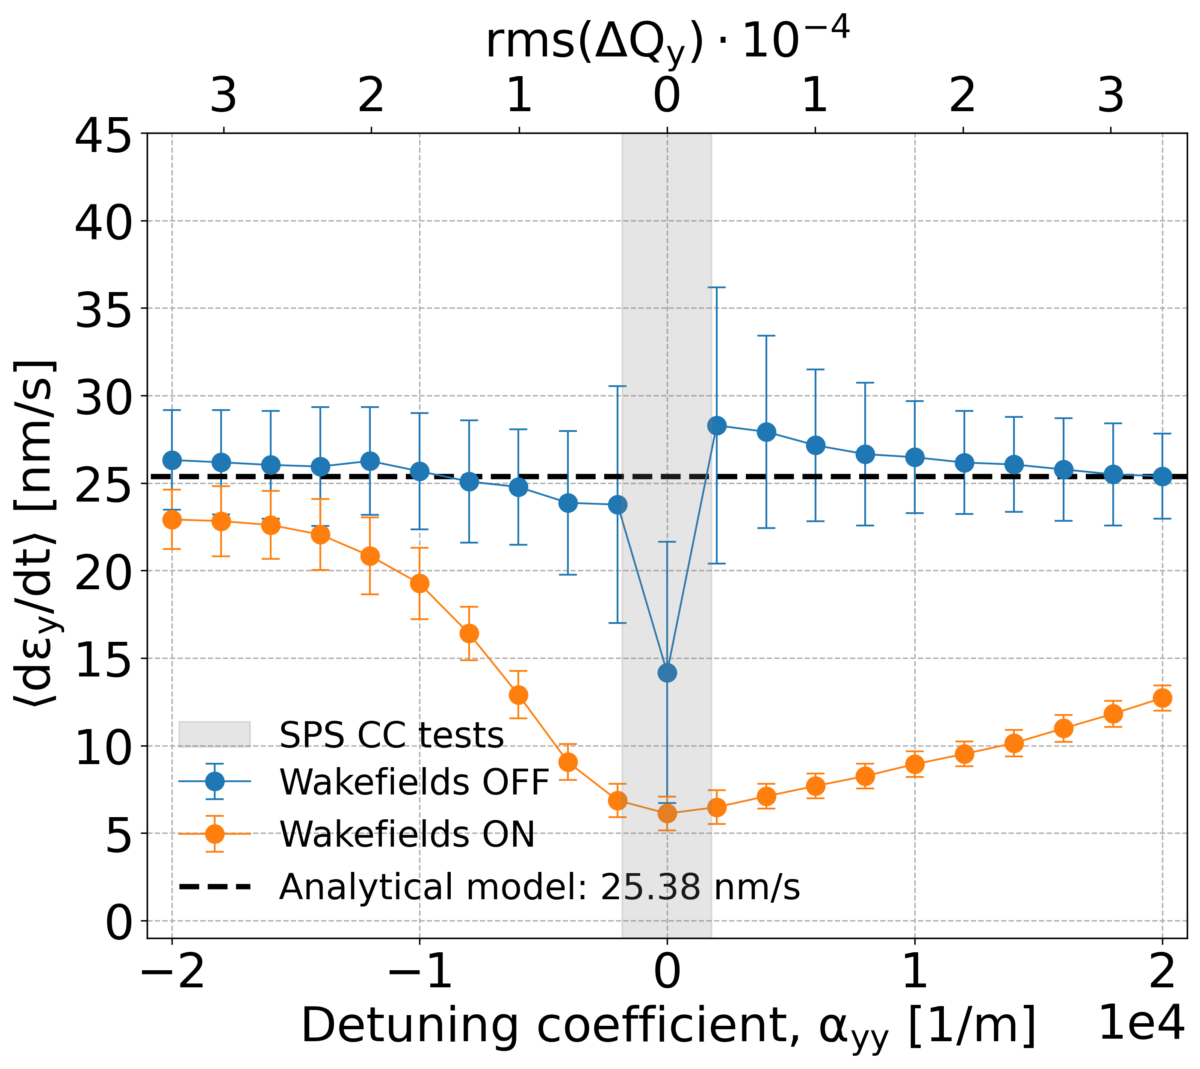 rms(ΔQy) · 10−4
3 2 1 0 1 2 3
45
40
35
30
25
20
15
10
5
0
⟨dεy/dt⟩ [nm/s]
SPS CC tests
Wakefields OFF
Wakefields ON
Analytical model: 25.38 nm/s
−2 −1 0 1 2
Detuning coefficient, αyy [1/m] 1e4